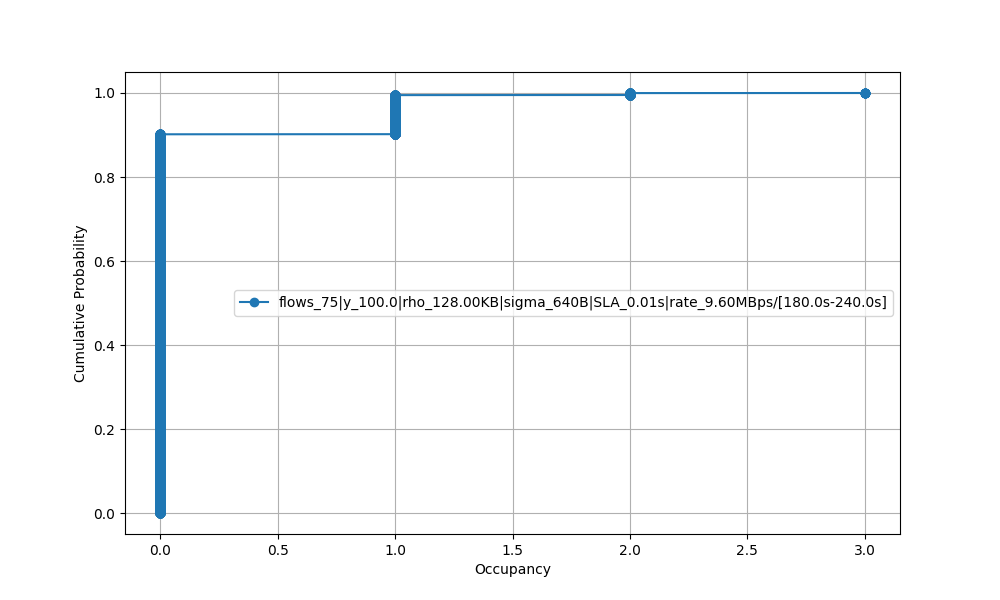 1.0
0.8
0.6
0.4
0.2
0.0
Cumulative Probability
flows_75|y_100.0|rho_128.00KB|sigma_640B|SLA_0.01s|rate_9.60MBps/[180.0s-240.0s]
0.0 0.5 1.0 1.5 2.0 2.5 3.0
Occupancy